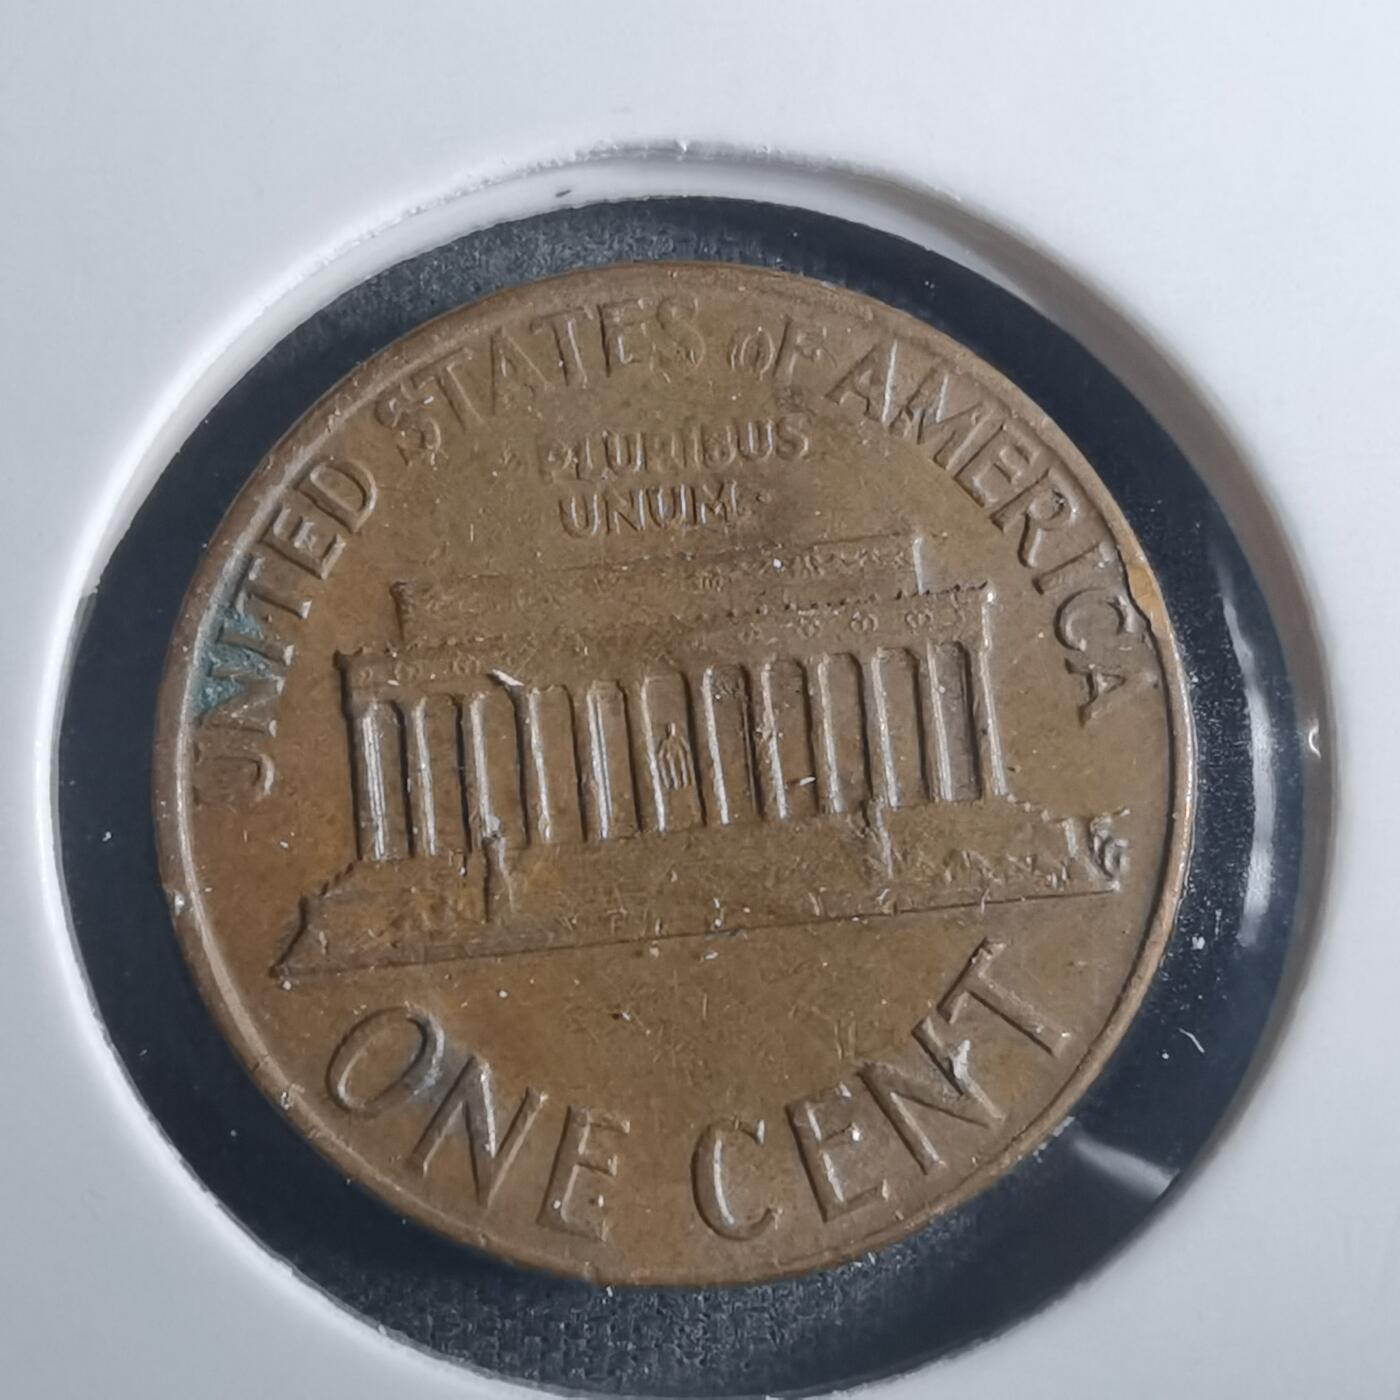 UNITED STATES OF AMERICA
PLURIBUS
UNUM
ONE CENT